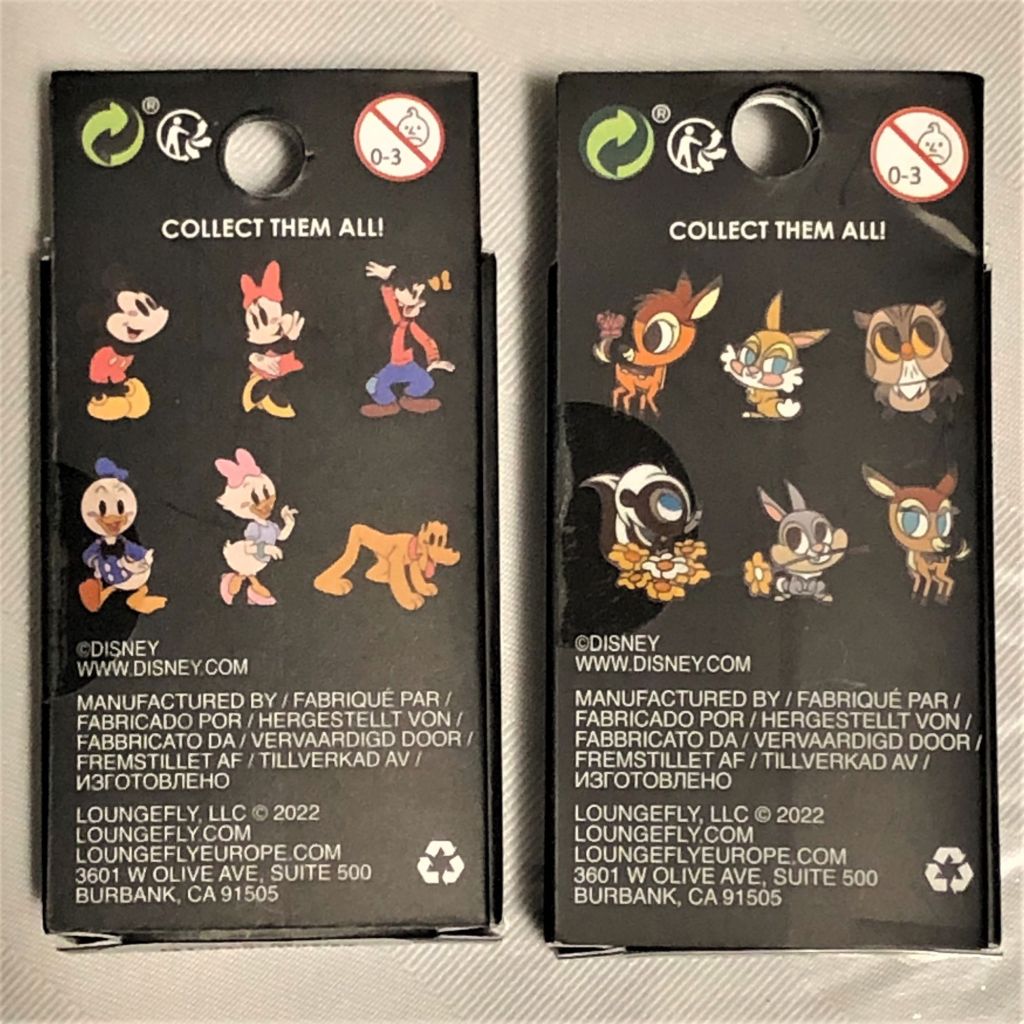 ®
0-3
COLLECT THEM ALL!
©DISNEY
WWW.DISNEY.COM
MANUFACTURED BY / FABRIQUÉ PAR /
FABRICADO POR / HERGESTELLT VON /
FABBRICATO DA / VERVAARDIGD DOOR /
FREMSTILLET AF / TILLVERKAD AV /
ИЗГОТОВЛЕНО
LOUNGEFLY, LLC © 2022
LOUNGEFLY.COM
LOUNGEFLYEUROPE.COM
3601 W OLIVE AVE, SUITE 500
BURBANK, CA 91505
®
0-3
COLLECT THEM ALL!
©DISNEY
WWW.DISNEY.COM
MANUFACTURED BY / FABRIQUÉ PAR /
FABRICADO POR / HERGESTELLT VON /
FABBRICATO DA / VERVAARDIGD DOOR /
FREMSTILLET AF / TILLVERKAD AV /
ИЗГОТОВЛЕНО
LOUNGEFLY, LLC © 2022
LOUNGEFLY.COM
LOUNGEFLYEUROPE.COM
3601 W OLIVE AVE, SUITE 500
BURBANK, CA 91505